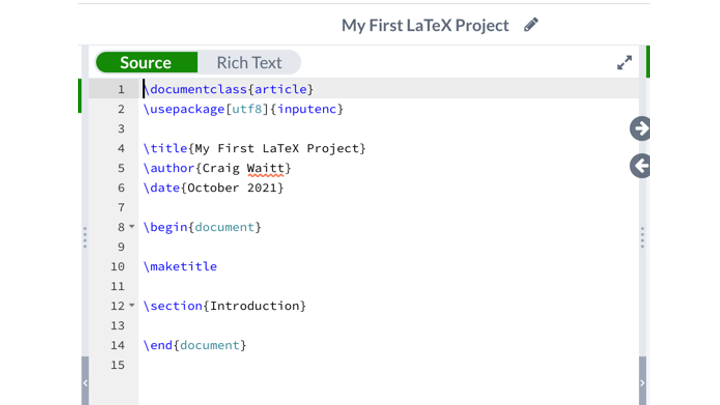 My First LaTeX Project
Source Rich Text
1 \documentclass{article}
2 \usepackage[utf8]{inputenc}
3
4 \title{My First LaTeX Project}
5 \author{Craig Waitt}
6 \date{October 2021}
7
8 \begin{document}
9
10 \maketitle
11
12 \section{Introduction}
13
14 \end{document}
15